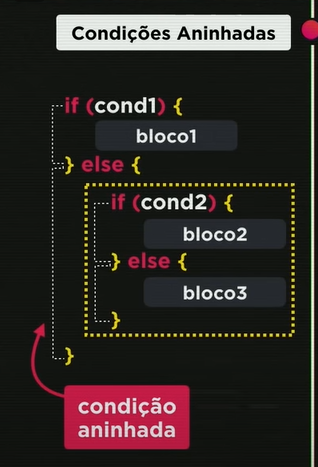 Condições Aninhadas
if (cond1) {
bloco1
} else {
if (cond2) {
bloco2
} else {
bloco3
}
}
condição
aninhada